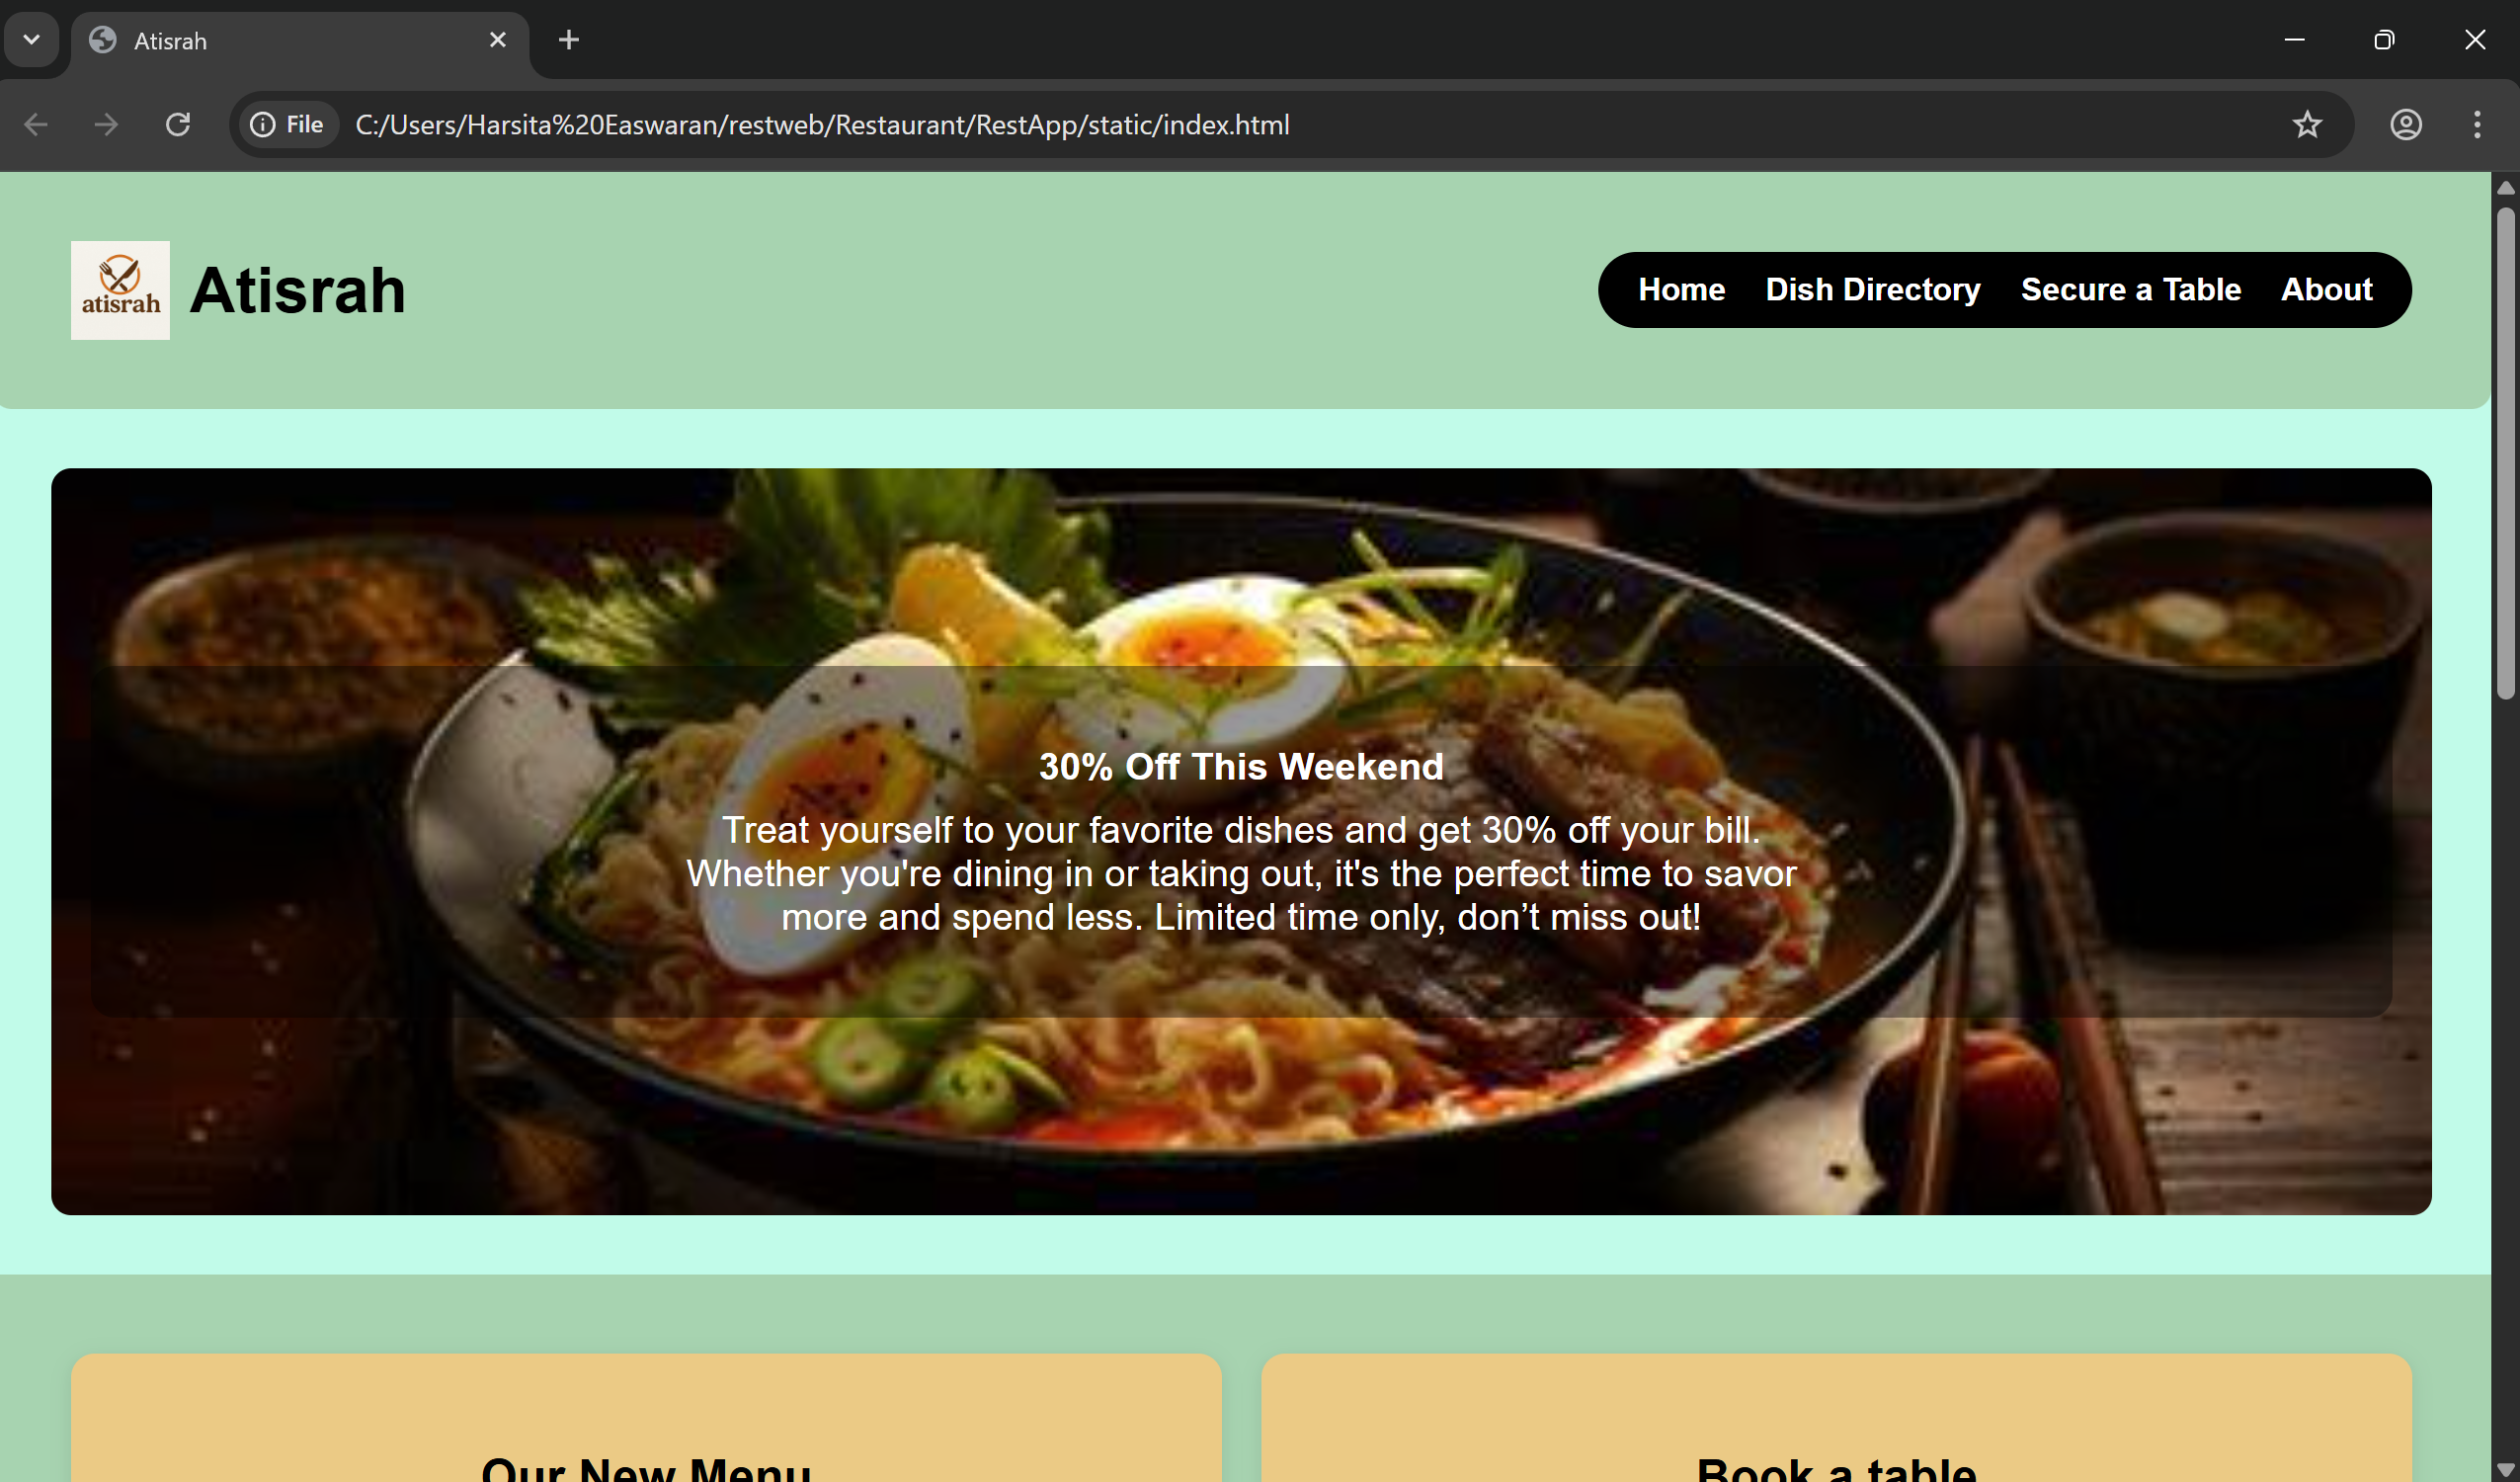 Atisrah
File
C:/Users/Harsita%20Easwaran/restweb/Restaurant/RestApp/static/index.html
atisrah
Atisrah
Home Dish Directory Secure a Table About
30% Off This Weekend
Treat yourself to your favorite dishes and get 30% off your bill.
Whether you're dining in or taking out, it's the perfect time to savor
more and spend less. Limited time only, don’t miss out!
Our New Menu
Book a table